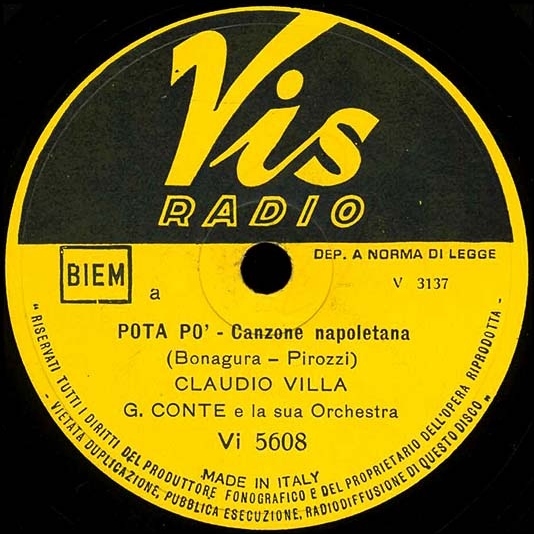 Vis
RADIO
DEP. A NORMA DI LEGGE
BIEM
a
V 3137
POTA PO' - Canzone napoletana
(Bonagura - Pirozzi)
CLAUDIO VILLA
G. CONTE e la sua Orchestra
Vi 5608
MADE IN ITALY
"RISERVATI TUTTI I DIRITTI DEL PRODUTTORE FONOGRAFICO E DEL PROPRIETARIO DELL'OPERA RIPRODOTTA -
- VIETATA DUPLICAZIONE, PUBBLICA ESECUZIONE, RADIODIFFUSIONE DI QUESTO DISCO"